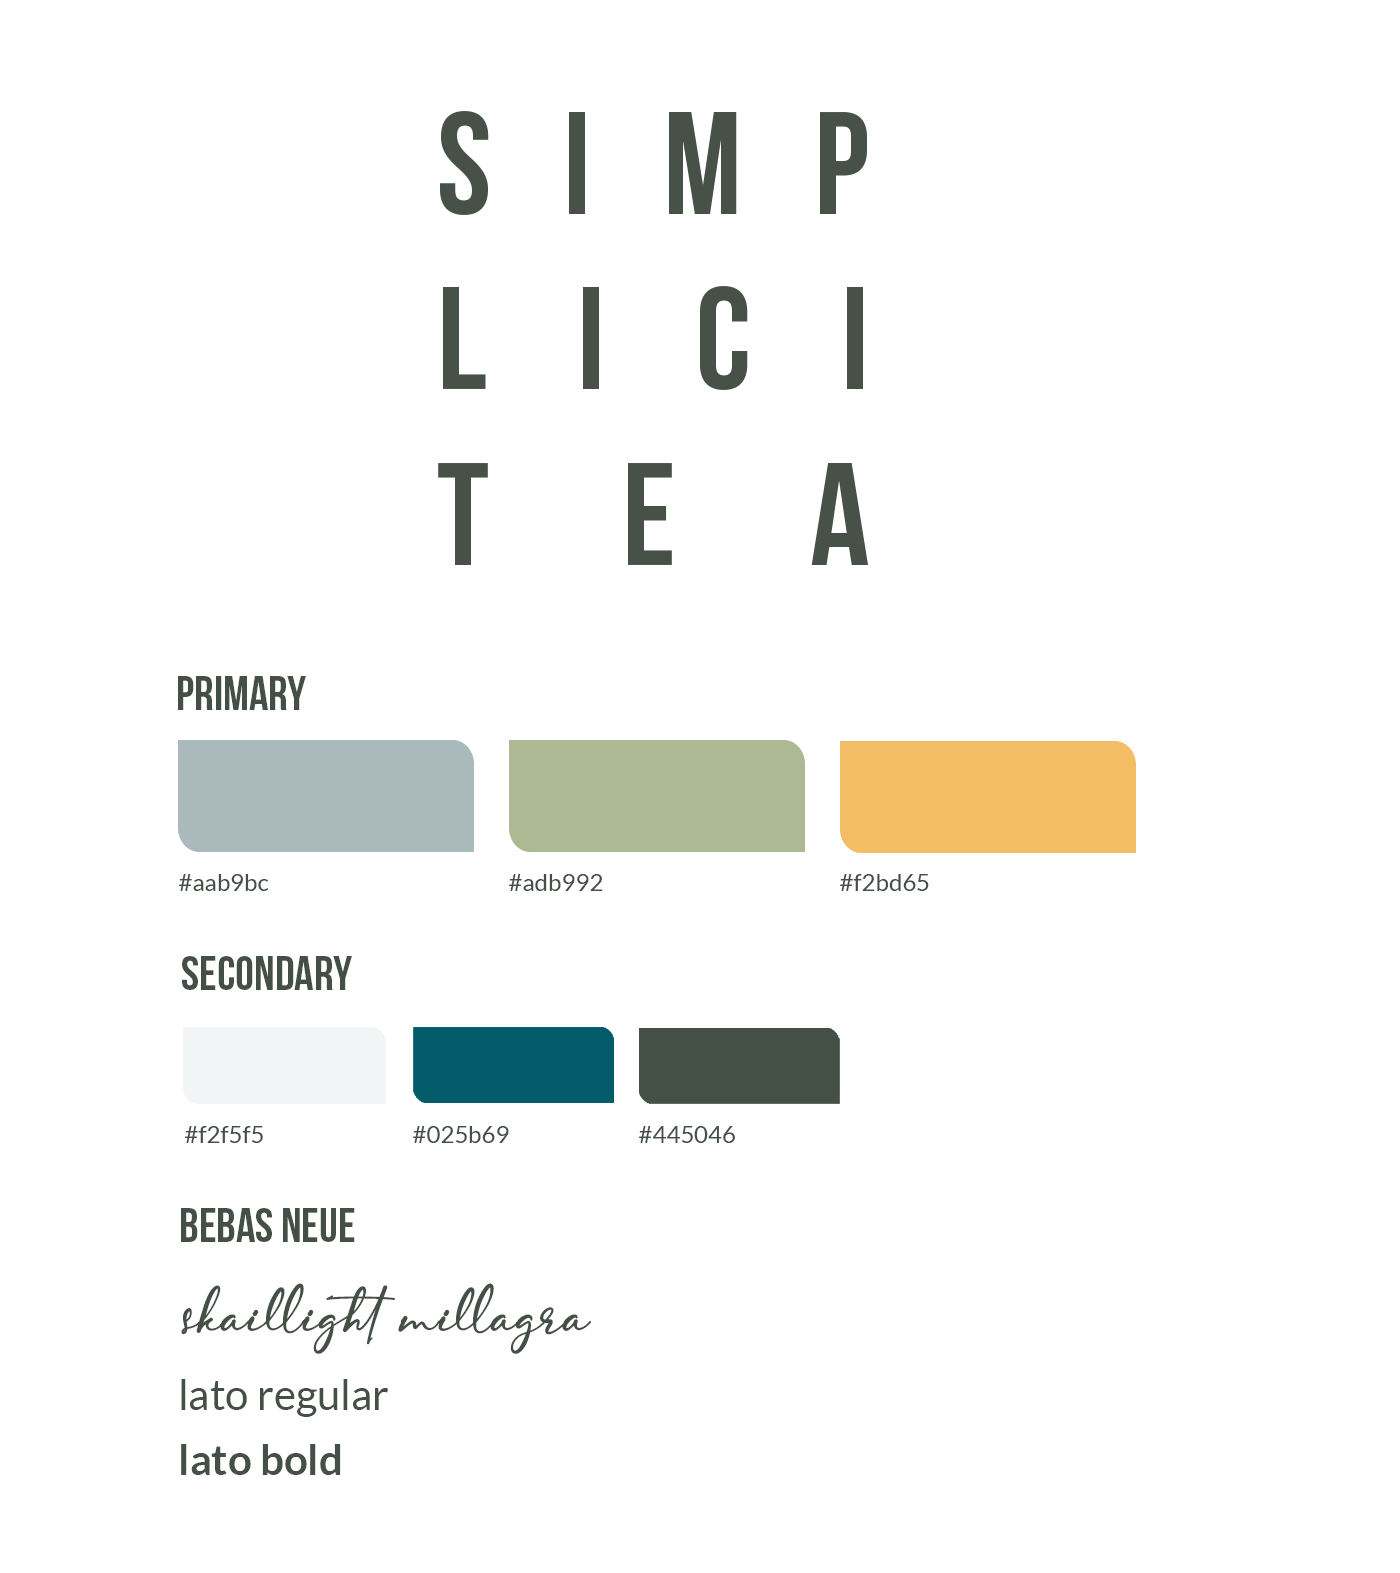 S I M P
L I C I
T E A
PRIMARY
#aab9bc #adb992 #f2bd65
SECONDARY
#f2f5f5 #025b69 #445046
BEBAS NEUE
skaillight millagra
lato regular
lato bold